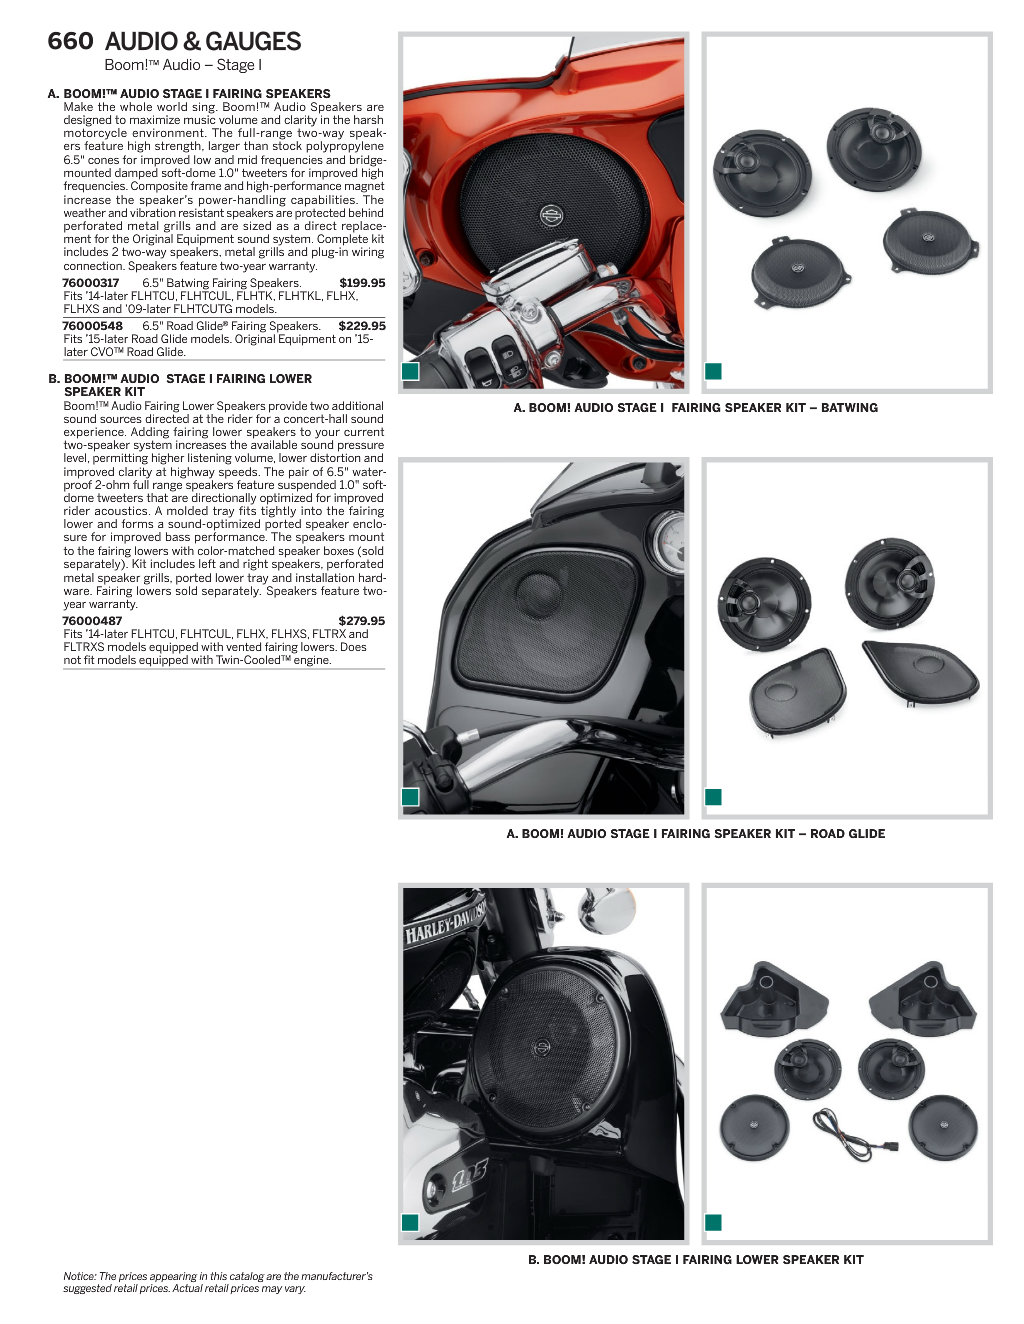 660 AUDIO & GAUGES
Boom!™ Audio – Stage I
A. BOOM!™ AUDIO STAGE I FAIRING SPEAKERS
Make the whole world sing. Boom!™ Audio Speakers are
designed to maximize music volume and clarity in the harsh
motorcycle environment. The full-range two-way speak-
ers feature high strength, larger than stock polypropylene
6.5" cones for improved low and mid frequencies and bridge-
mounted damped soft-dome 1.0" tweeters for improved high
frequencies. Composite frame and high-performance magnet
increase the speaker's power-handling capabilities. The
weather and vibration resistant speakers are protected behind
perforated metal grills and are sized as a direct replace-
ment for the Original Equipment sound system. Complete kit
includes 2 two-way speakers, metal grills and plug-in wiring
connection. Speakers feature two-year warranty.
76000317 6.5" Batwing Fairing Speakers. $199.95
Fits '14-later FLHTCU, FLHTCUL, FLHTK, FLHTKL, FLHX,
FLHXS and '09-later FLHTCUTG models.
76000548 6.5" Road Glide® Fairing Speakers. $229.95
Fits '15-later Road Glide models. Original Equipment on '15-
later CVO™ Road Glide.
B. BOOM!™ AUDIO STAGE I FAIRING LOWER
SPEAKER KIT
Boom!™ Audio Fairing Lower Speakers provide two additional
sound sources directed at the rider for a concert-hall sound
experience. Adding fairing lower speakers to your current
two-speaker system increases the available sound pressure
level, permitting higher listening volume, lower distortion and
improved clarity at highway speeds. The pair of 6.5" water-
proof 2-ohm full range speakers feature suspended 1.0" soft-
dome tweeters that are directionally optimized for improved
rider acoustics. A molded tray fits tightly into the fairing
lower and forms a sound-optimized ported speaker enclo-
sure for improved bass performance. The speakers mount
to the fairing lowers with color-matched speaker boxes (sold
separately). Kit includes left and right speakers, perforated
metal speaker grills, ported lower tray and installation hard-
ware. Fairing lowers sold separately. Speakers feature two-
year warranty.
76000487 $279.95
Fits '14-later FLHTCU, FLHTCUL, FLHX, FLHXS, FLTRX and
FLTRXS models equipped with vented fairing lowers. Does
not fit models equipped with Twin-Cooled™ engine.
A. BOOM! AUDIO STAGE I FAIRING SPEAKER KIT – BATWING
A. BOOM! AUDIO STAGE I FAIRING SPEAKER KIT – ROAD GLIDE
HARLEY-DAVIDSON
103
B. BOOM! AUDIO STAGE I FAIRING LOWER SPEAKER KIT
Notice: The prices appearing in this catalog are the manufacturer's
suggested retail prices. Actual retail prices may vary.